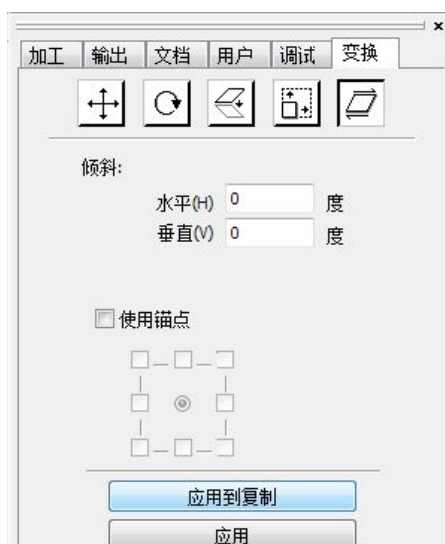 加工 输出 文档 用户 调试 变换
倾斜:
水平(H) 0 度
垂直(V) 0 度
使用锚点
应用到复制
应用